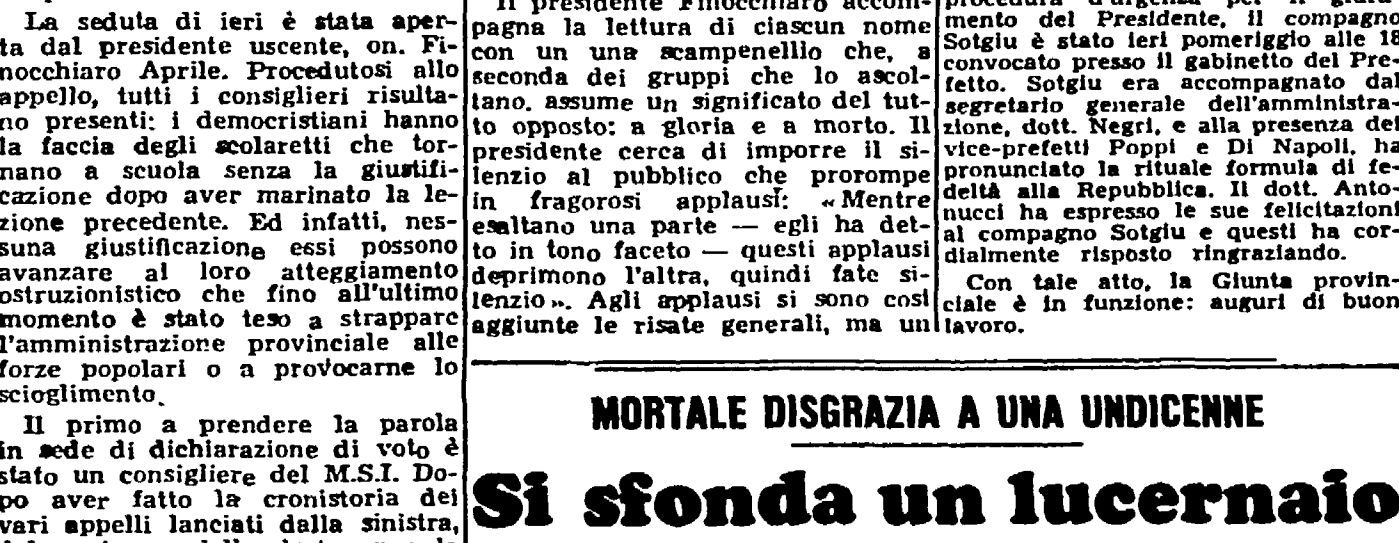 La seduta di ieri è stata aper-
ta dal presidente uscente, on. Fi-
nocchiaro Aprile. Procedutosi allo
appello, tutti i consiglieri risulta-
no presenti: i democristiani hanno
la faccia degli scolaretti che tor-
nano a scuola senza la giustifi-
cazione dopo aver marinato la le-
zione precedente. Ed infatti, nes-
suna giustificazione essi possono
avanzare al loro atteggiamento
ostruzionistico che fino all'ultimo
momento è stato teso a strappare
l'amministrazione provinciale alle
forze popolari o a provocarne lo
scioglimento.
Il primo a prendere la parola
in sede di dichiarazione di voto è
stato un consigliere del M.S.I. Do-
po aver fatto la cronistoria dei
vari appelli lanciati dalla sinistra,
Il presidente Finocchiaro accom-
pagna la lettura di ciascun nome
con un una scampenellio che, a
seconda dei gruppi che lo ascol-
tano. assume un significato del tut-
to opposto: a gloria e a morto. Il
presidente cerca di imporre il si-
lenzio al pubblico che prorompe
in fragorosi applausi: «Mentre
esaltano una parte — egli ha det-
to in tono faceto — questi applausi
deprimono l'altra, quindi fate si-
lenzio». Agli applausi si sono così
aggiunte le risate generali, ma un
mento del Presidente, il compagno
Sotgiu è stato ieri pomeriggio alle 18
convocato presso il gabinetto del Pre-
fetto. Sotgiu era accompagnato dal
segretario generale dell'amministra-
zione, dott. Negri, e alla presenza dei
vice-prefetti Poppi e Di Napoli, ha
pronunciato la rituale formula di fe-
deltà alla Repubblica. Il dott. Anto-
nucci ha espresso le sue felicitazioni
al compagno Sotgiu e questi ha cor-
dialmente risposto ringraziando.
Con tale atto, la Giunta provin-
ciale è in funzione: auguri di buon
lavoro.
MORTALE DISGRAZIA A UNA UNDICENNE
Si sfonda un lucernaio